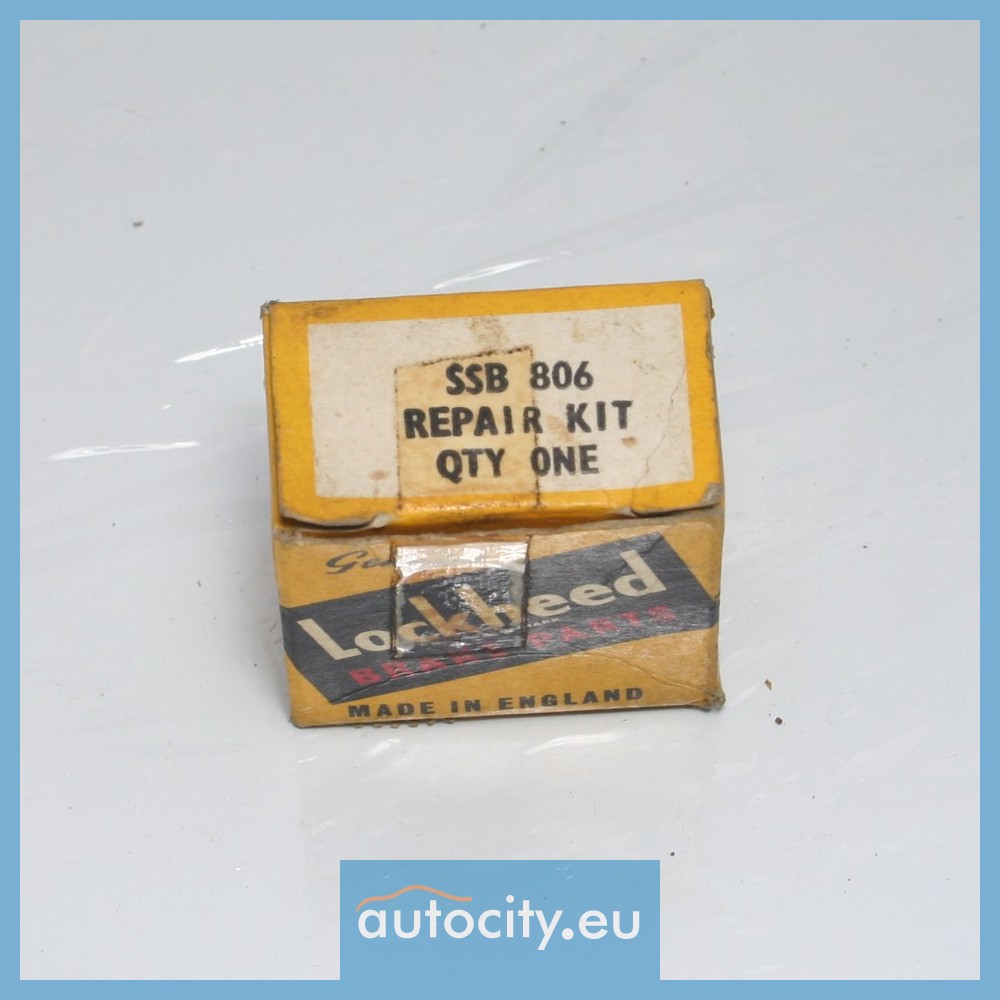 SSB 806
REPAIR KIT
QTY ONE
Lockheed
BRAKE PARTS
MADE IN ENGLAND
autocity.eu